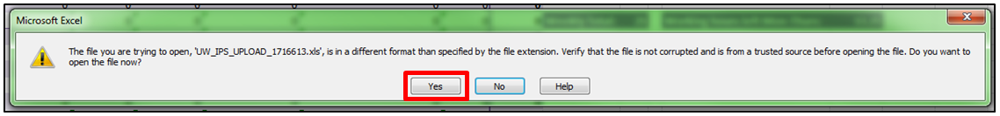 Microsoft Excel
The file you are trying to open, 'UW_IPS_UPLOAD_1716613.xls', is in a different format than specified by the file extension. Verify that the file is not corrupted and is from a trusted source before opening the file. Do you want to
open the file now?
Yes No Help